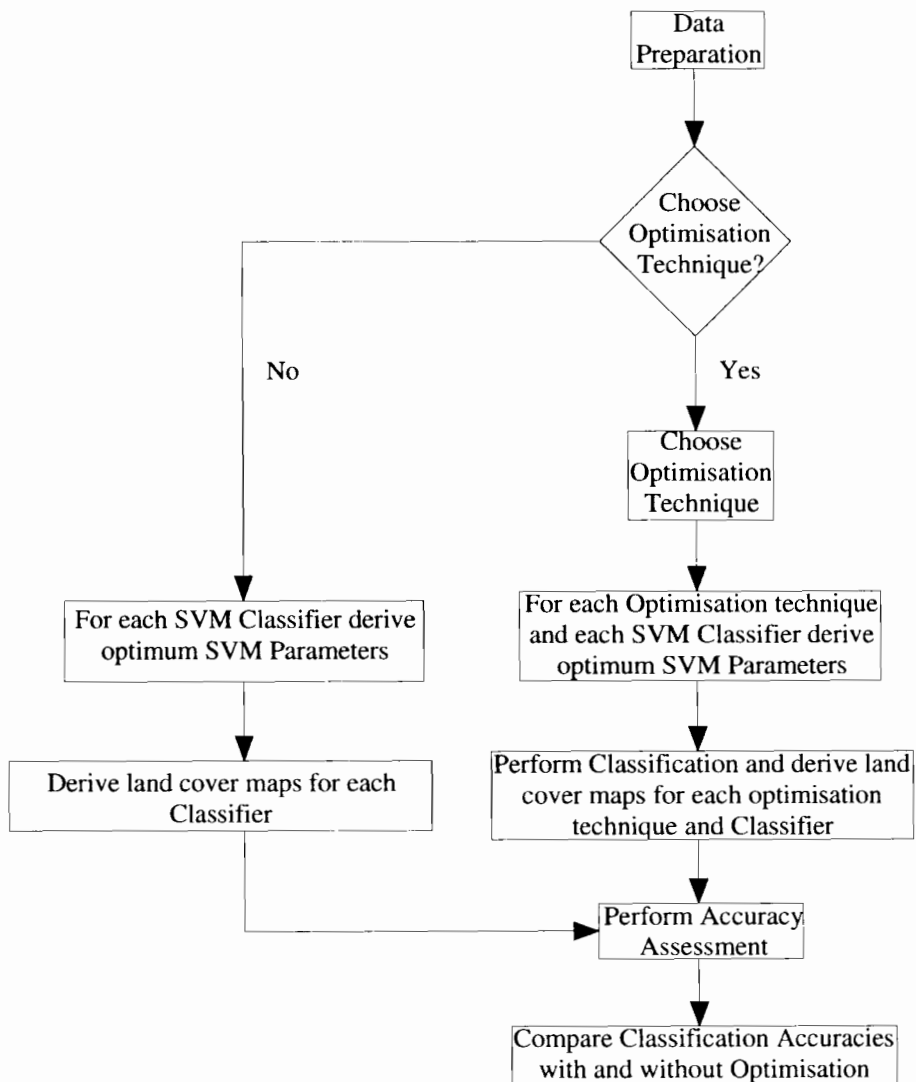 Data
Preparation
Choose
Optimisation
Technique?
No
Yes
Choose
Optimisation
Technique
For each SVM Classifier derive
optimum SVM Parameters
For each Optimisation technique
and each SVM Classifier derive
optimum SVM Parameters
Derive land cover maps for each
Classifier
Perform Classification and derive land
cover maps for each optimisation
technique and Classifier
Perform Accuracy
Assessment
Compare Classification Accuracies
with and without Optimisation